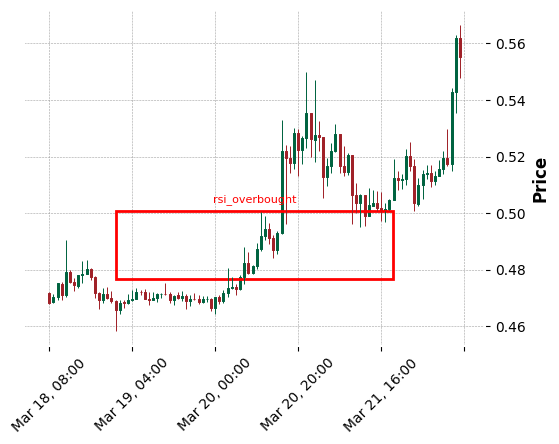 0.56
0.54
0.52
0.50
0.48
0.46
Price
rsi_overbought
Mar 18, 08:00
Mar 19, 04:00
Mar 20, 00:00
Mar 20, 20:00
Mar 21, 16:00